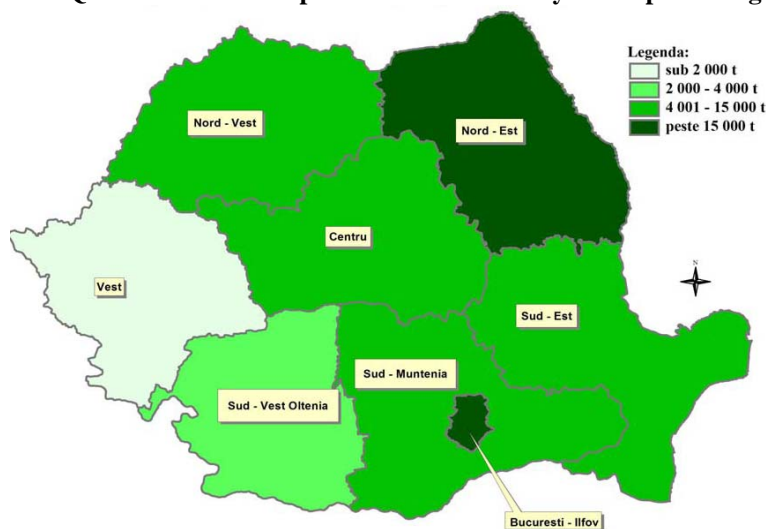 Legenda:
sub 2 000 t
2 000 - 4 000 t
4 001 - 15 000 t
peste 15 000 t
Nord - Vest
Nord - Est
Centru
Vest
N
Sud - Est
Sud - Muntenia
Sud - Vest Oltenia
Bucuresti - Ilfov